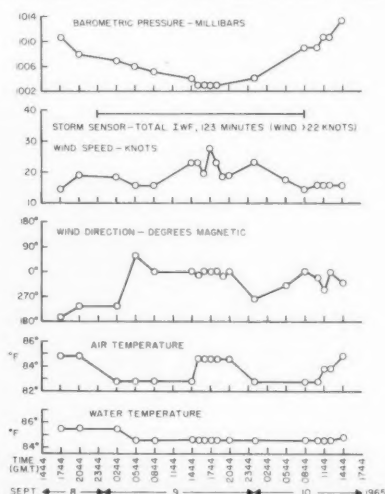 BAROMETRIC PRESSURE – MILLIBARS
1014
1010
1006
1002
STORM SENSOR–TOTAL IWF, 123 MINUTES (WIND >22 KNOTS)
WIND SPEED – KNOTS
40
30
20
10
WIND DIRECTION – DEGREES MAGNETIC
180°
90°
0°
270°
180°
AIR TEMPERATURE
86°
°F
82°
WATER TEMPERATURE
86°
°F
84°
TIME (G.M.T.)
1444 1744 2044 2344 0244 0544 0844 1144 1444 1744 2044 2344 0244 0544 0844 1144 1444 1744
SEPT. 8 9 10 1965